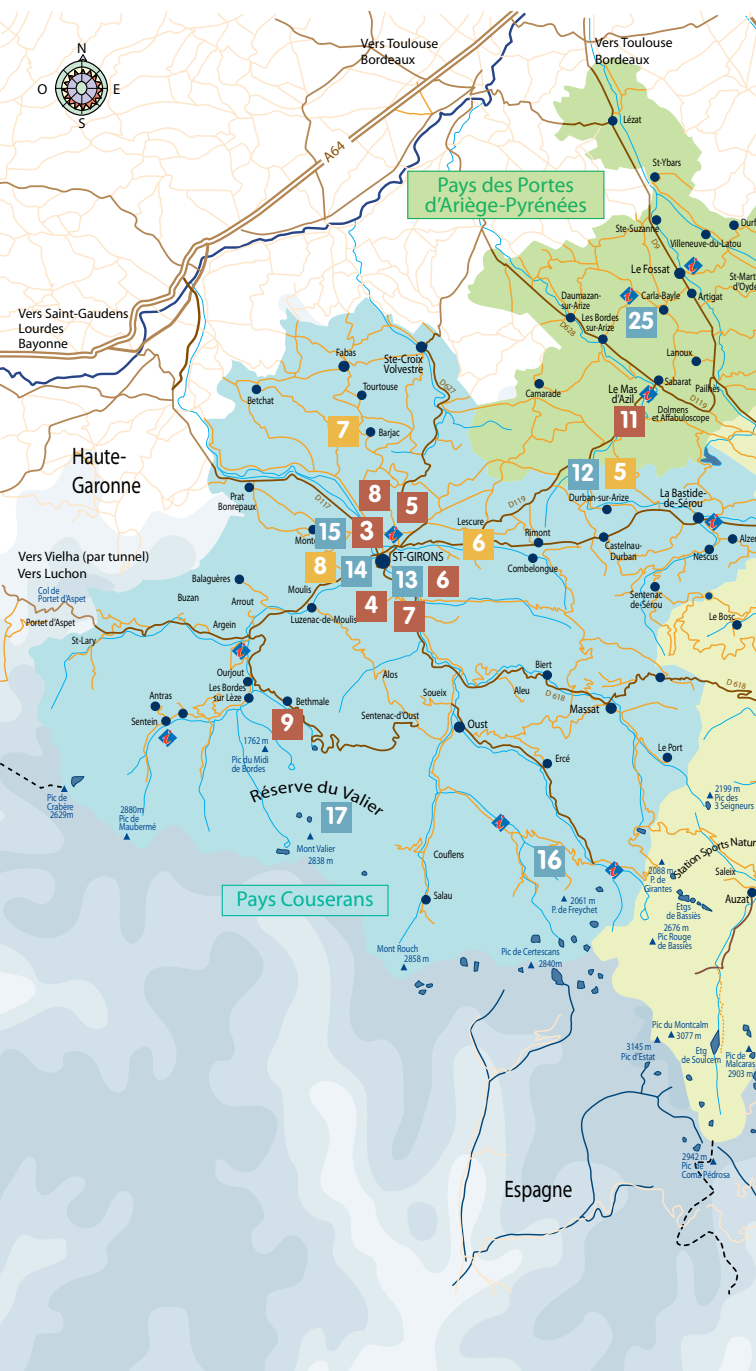 N
O
E
S
Vers Toulouse
Bordeaux
Vers Toulouse
Bordeaux
A64
Lézat
St-Ybars
Pays des Portes
d'Ariège-Pyrénées
Ste-Suzanne
D9
Villeneuve-du-Latou
Le Fossat
Carla-Bayle
Artigat
Daumazan-
sur-Arize
Les Bordes
sur-Arize
25
D628
Vers Saint-Gaudens
Lourdes
Bayonne
Lanoux
Fabas
Ste-Croix
Volvestre
Tourtouse
D627
Betchat
Camarade
Le Mas
d'Azil
Sabarat
Pailhès
D119
Dolmens
et Affabuloscope
11
7
Barjac
Haute-
Garonne
12
5
Durban-sur-Arize
La Bastide-
de-Sérou
8
5
Prat
Bonrepaux
D117
D119
Lescure
15
3
6
Rimont
Castelnau-
Durban
Nescus
Vers Vielha (par tunnel)
Vers Luchon
ST-GIRONS
Combelongue
8
14
13
6
Moulis
Balaguères
Buzan
Arrout
Col de
Portet d'Aspet
Portet d'Aspet
4
7
Luzenac-de-Moulis
Argein
Sentenac
de-Sérou
Le Bosc
St-Lary
Ourjout
Les Bordes
sur Lèze
Alos
Soueix
Biert
Aleu
D 618
D 618
Massat
Antras
Sentein
Bethmale
9
Sentenac-d'Oust
Oust
1762 m
Pic du Midi
de Bordes
Le Port
Ercé
Pic de
Crabère
2629m
2880m
Pic de
Maubermé
Réserve du Valier
17
2199 m
Pic des
3 Seigneurs
Mont Valier
2838 m
Couflens
16
Station Sports Natur
2088 m
P. de
Girantes
Saleix
Auzat
Pays Couserans
Salau
2061 m
P. de Freychet
Etgs
de Bassiès
2676 m
Pic Rouge
de Bassiès
Mont Rouch
2858 m
Pic de Certescans
2840m
Pic du Montcalm
3077 m
3145 m
Pic d'Estat
Etg
de Soulcem
Pic de
Malcaras
2903 m
2942 m
Pic de
Coma Pédrosa
Espagne